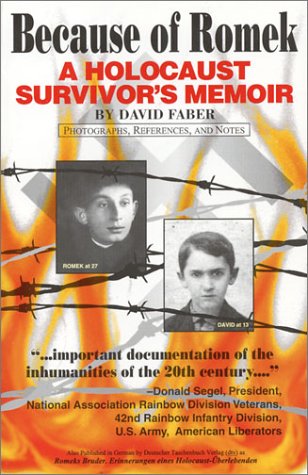 Because of Romek
A HOLOCAUST
SURVIVOR'S MEMOIR
BY DAVID FABER
PHOTOGRAPHS, REFERENCES, AND NOTES
ROMEK at 27
DAVID at 13
“...important documentation of the
inhumanities of the 20th century....”
–Donald Segel, President,
National Association Rainbow Division Veterans,
42nd Rainbow Infantry Division,
U.S. Army, American Liberators
Also Published in German by Deutscher Taschenbuch Verlag (dtv) as
Romeks Bruder. Erinnerungen eines Holocaust-Überlebenden